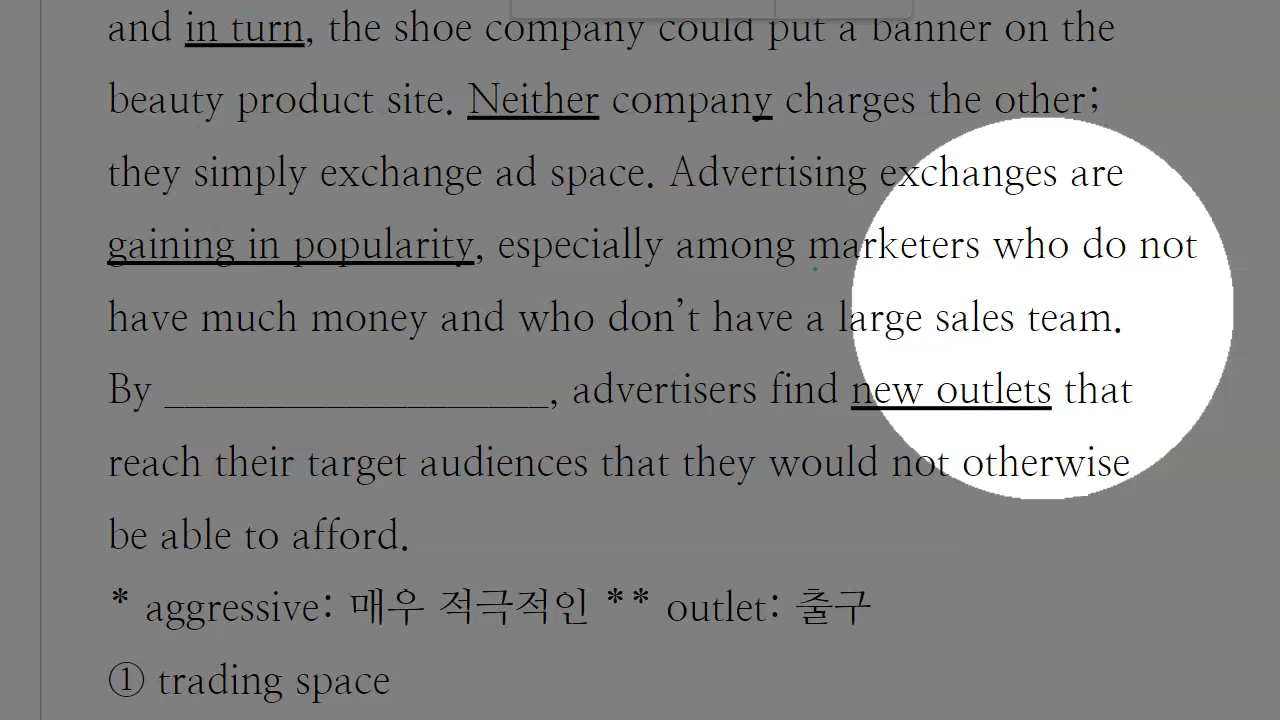 and in turn, the shoe company could put a banner on the
beauty product site. Neither company charges the other;
they simply exchange ad space. Advertising exchanges are
gaining in popularity, especially among marketers who do not
have much money and who don't have a large sales team.
By ___________________, advertisers find new outlets that
reach their target audiences that they would not otherwise
be able to afford.
* aggressive: 매우 적극적인 ** outlet: 출구
① trading space